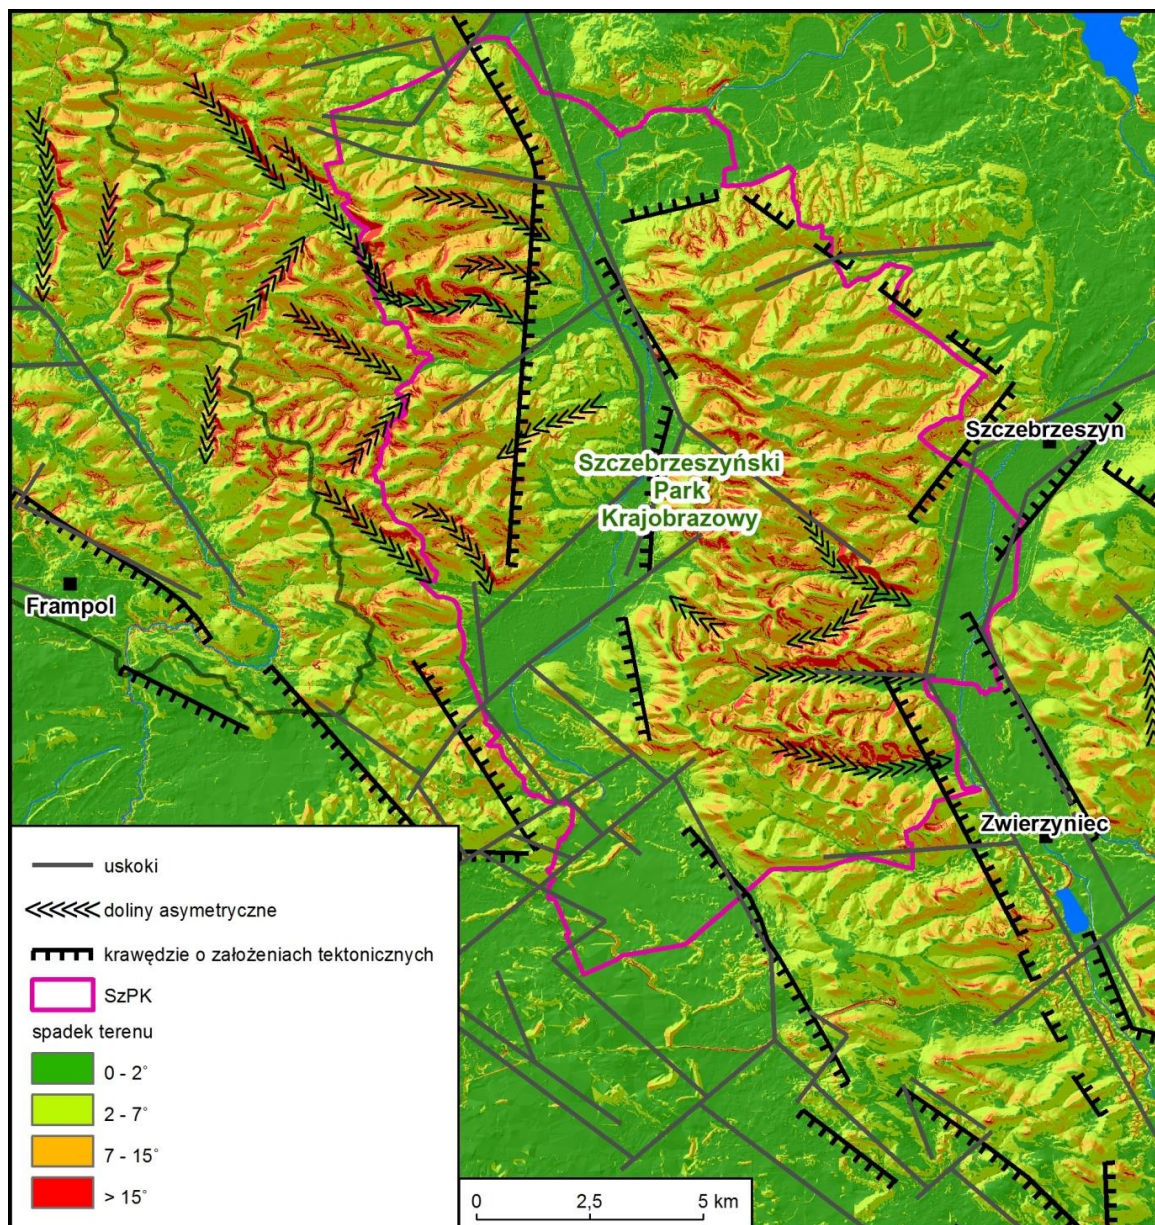 Szczebrzeszyn
Szczebrzeszyński
Park
Krajobrazowy
Frampol
Zwierzyniec
uskoki
doliny asymetryczne
krawędzie o założeniach tektonicznych
SzPK
spadek terenu
0 - 2°
2 - 7°
7 - 15°
> 15°
0 2,5 5 km